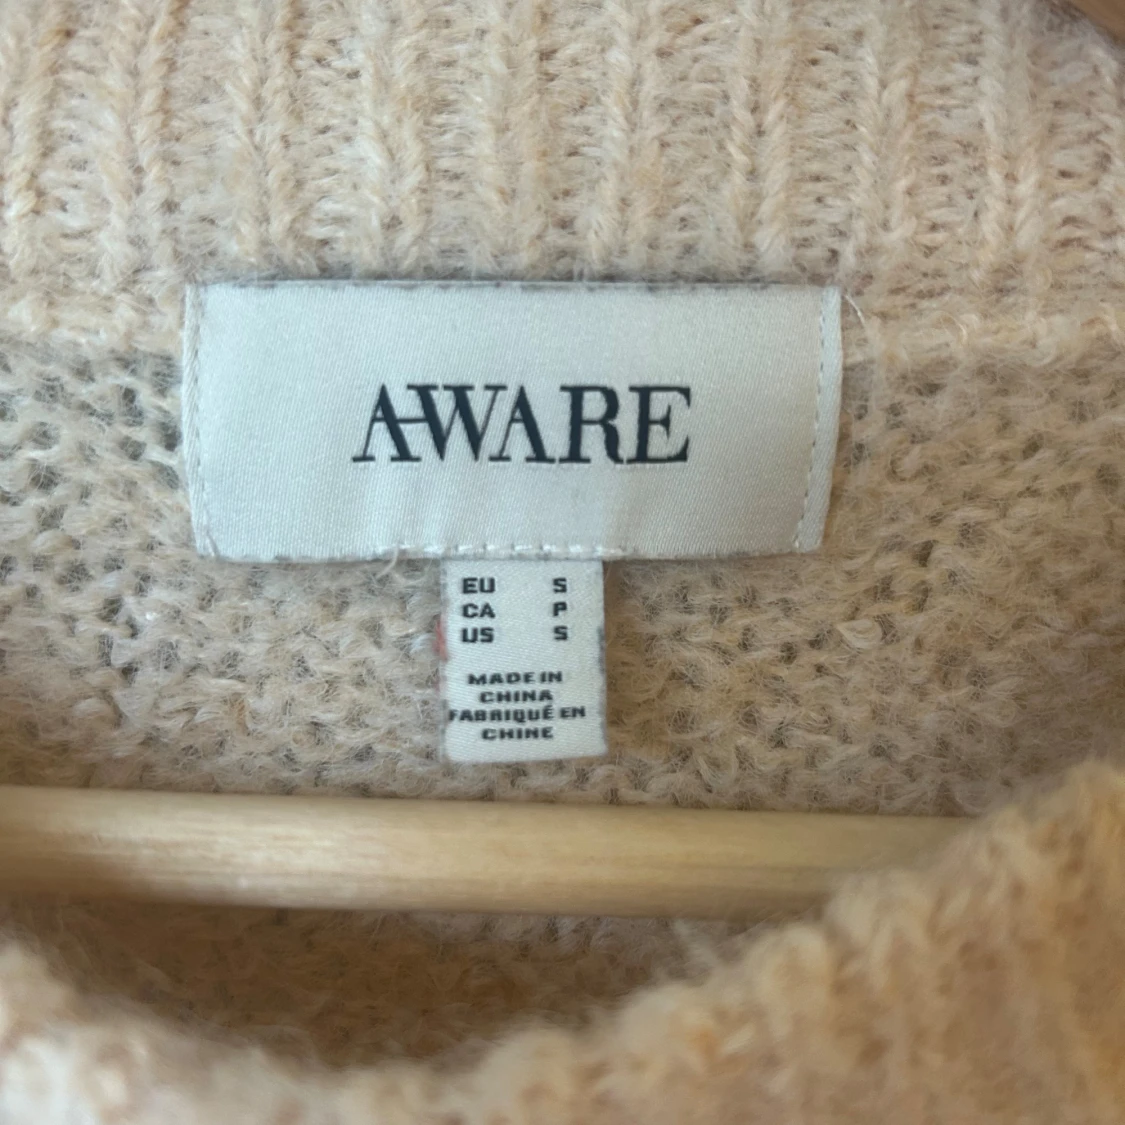 AWARE
EU S
CA P
US S
MADE IN
CHINA
FABRIQUÉ EN
CHINE